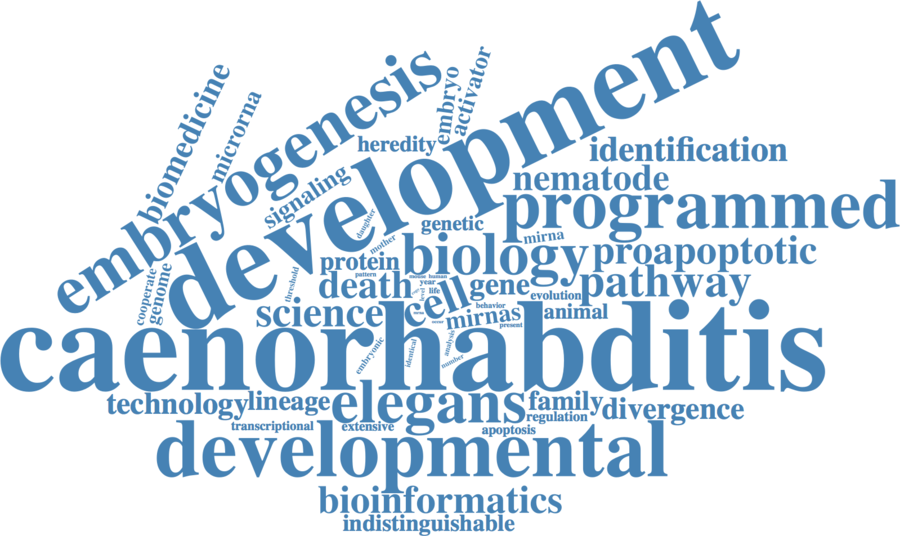 development
embryogenesis
biomedicine
microrna
embryo
activator
heredity
identification
signaling
nematode
programmed
daughter
genetic
mirna
mother
biology
proapoptotic
protein
pattern
mouse
human
threshold
cooperate
genome
death
year
life
cell
gene
pathway
level
evolution
behavior
science
mirnas
animal
present
caenorhabditis
embryonic
identical
analysis
number
technology
lineage
elegans
family
divergence
regulation
transcriptional
extensive
apoptosis
developmental
bioinformatics
indistinguishable